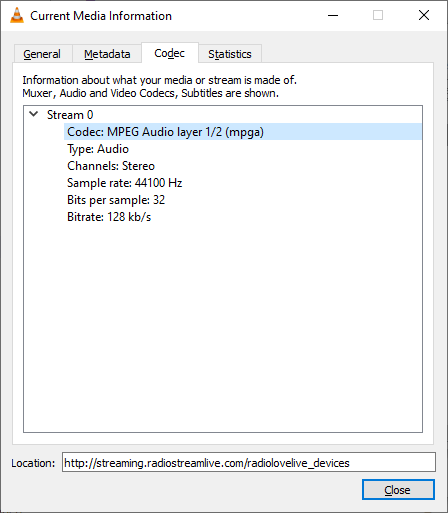 Current Media Information
General
Metadata
Codec
Statistics
Information about what your media or stream is made of.
Muxer, Audio and Video Codecs, Subtitles are shown.
Stream 0
Codec: MPEG Audio layer 1/2 (mpga)
Type: Audio
Channels: Stereo
Sample rate: 44100 Hz
Bits per sample: 32
Bitrate: 128 kb/s
Location: http://streaming.radiostreamlive.com/radiolovelive_devices
Close